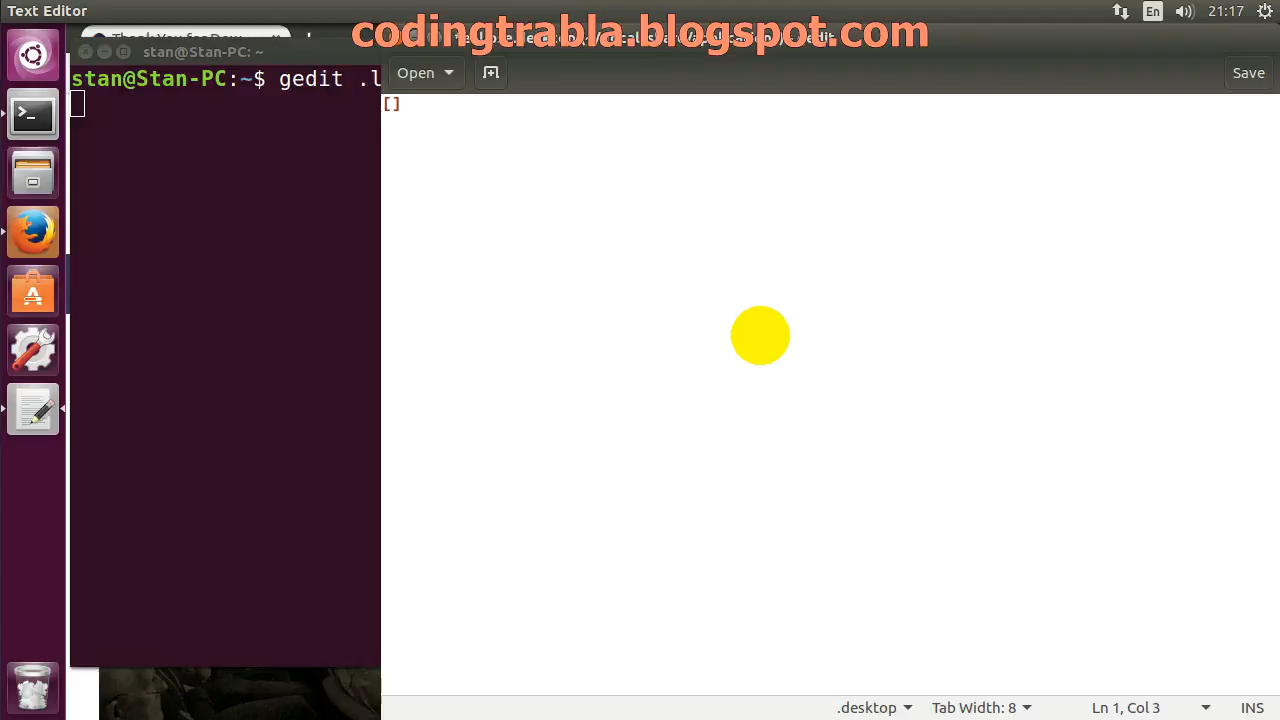 Text Editor
En
21:17
codingtrabla.blogspot.com
stan@Stan-PC: ~
Open
Save
stan@Stan-PC:~$ gedit .l
[]
.desktop
Tab Width: 8
Ln 1, Col 3
INS